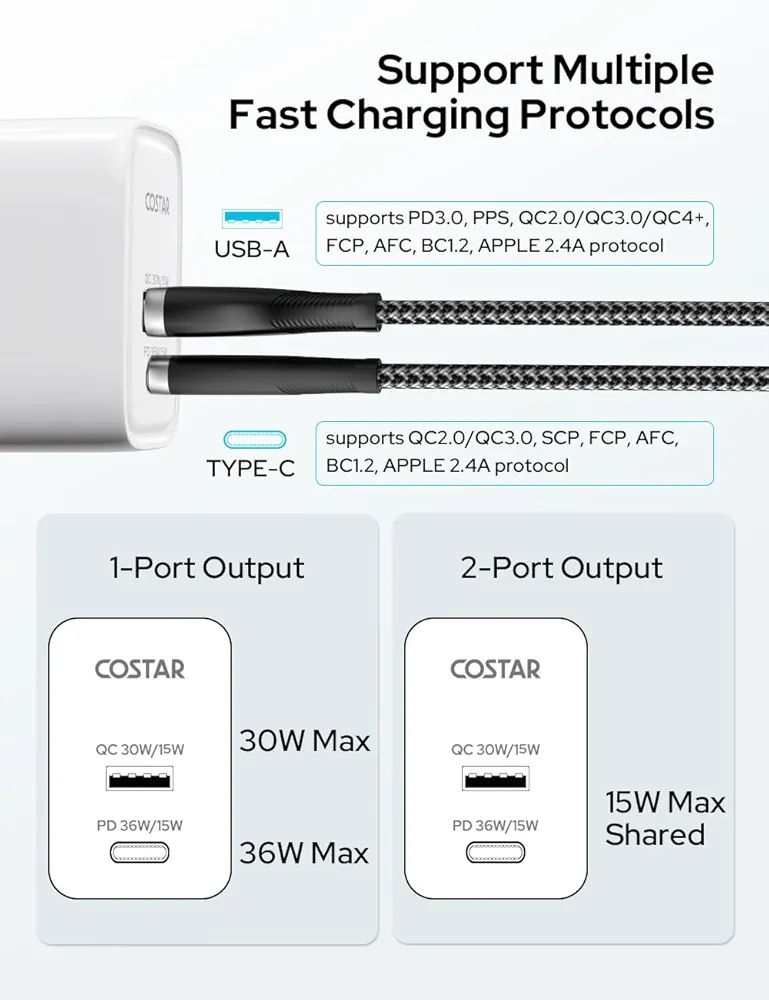 Support Multiple
Fast Charging Protocols
COSTAR
USB-A
supports PD3.0, PPS, QC2.0/QC3.0/QC4+,
FCP, AFC, BC1.2, APPLE 2.4A protocol
QC 30W/15W
PD 36W/15W
TYPE-C
supports QC2.0/QC3.0, SCP, FCP, AFC,
BC1.2, APPLE 2.4A protocol
1-Port Output
COSTAR
QC 30W/15W
30W Max
PD 36W/15W
36W Max
2-Port Output
COSTAR
QC 30W/15W
PD 36W/15W
15W Max
Shared